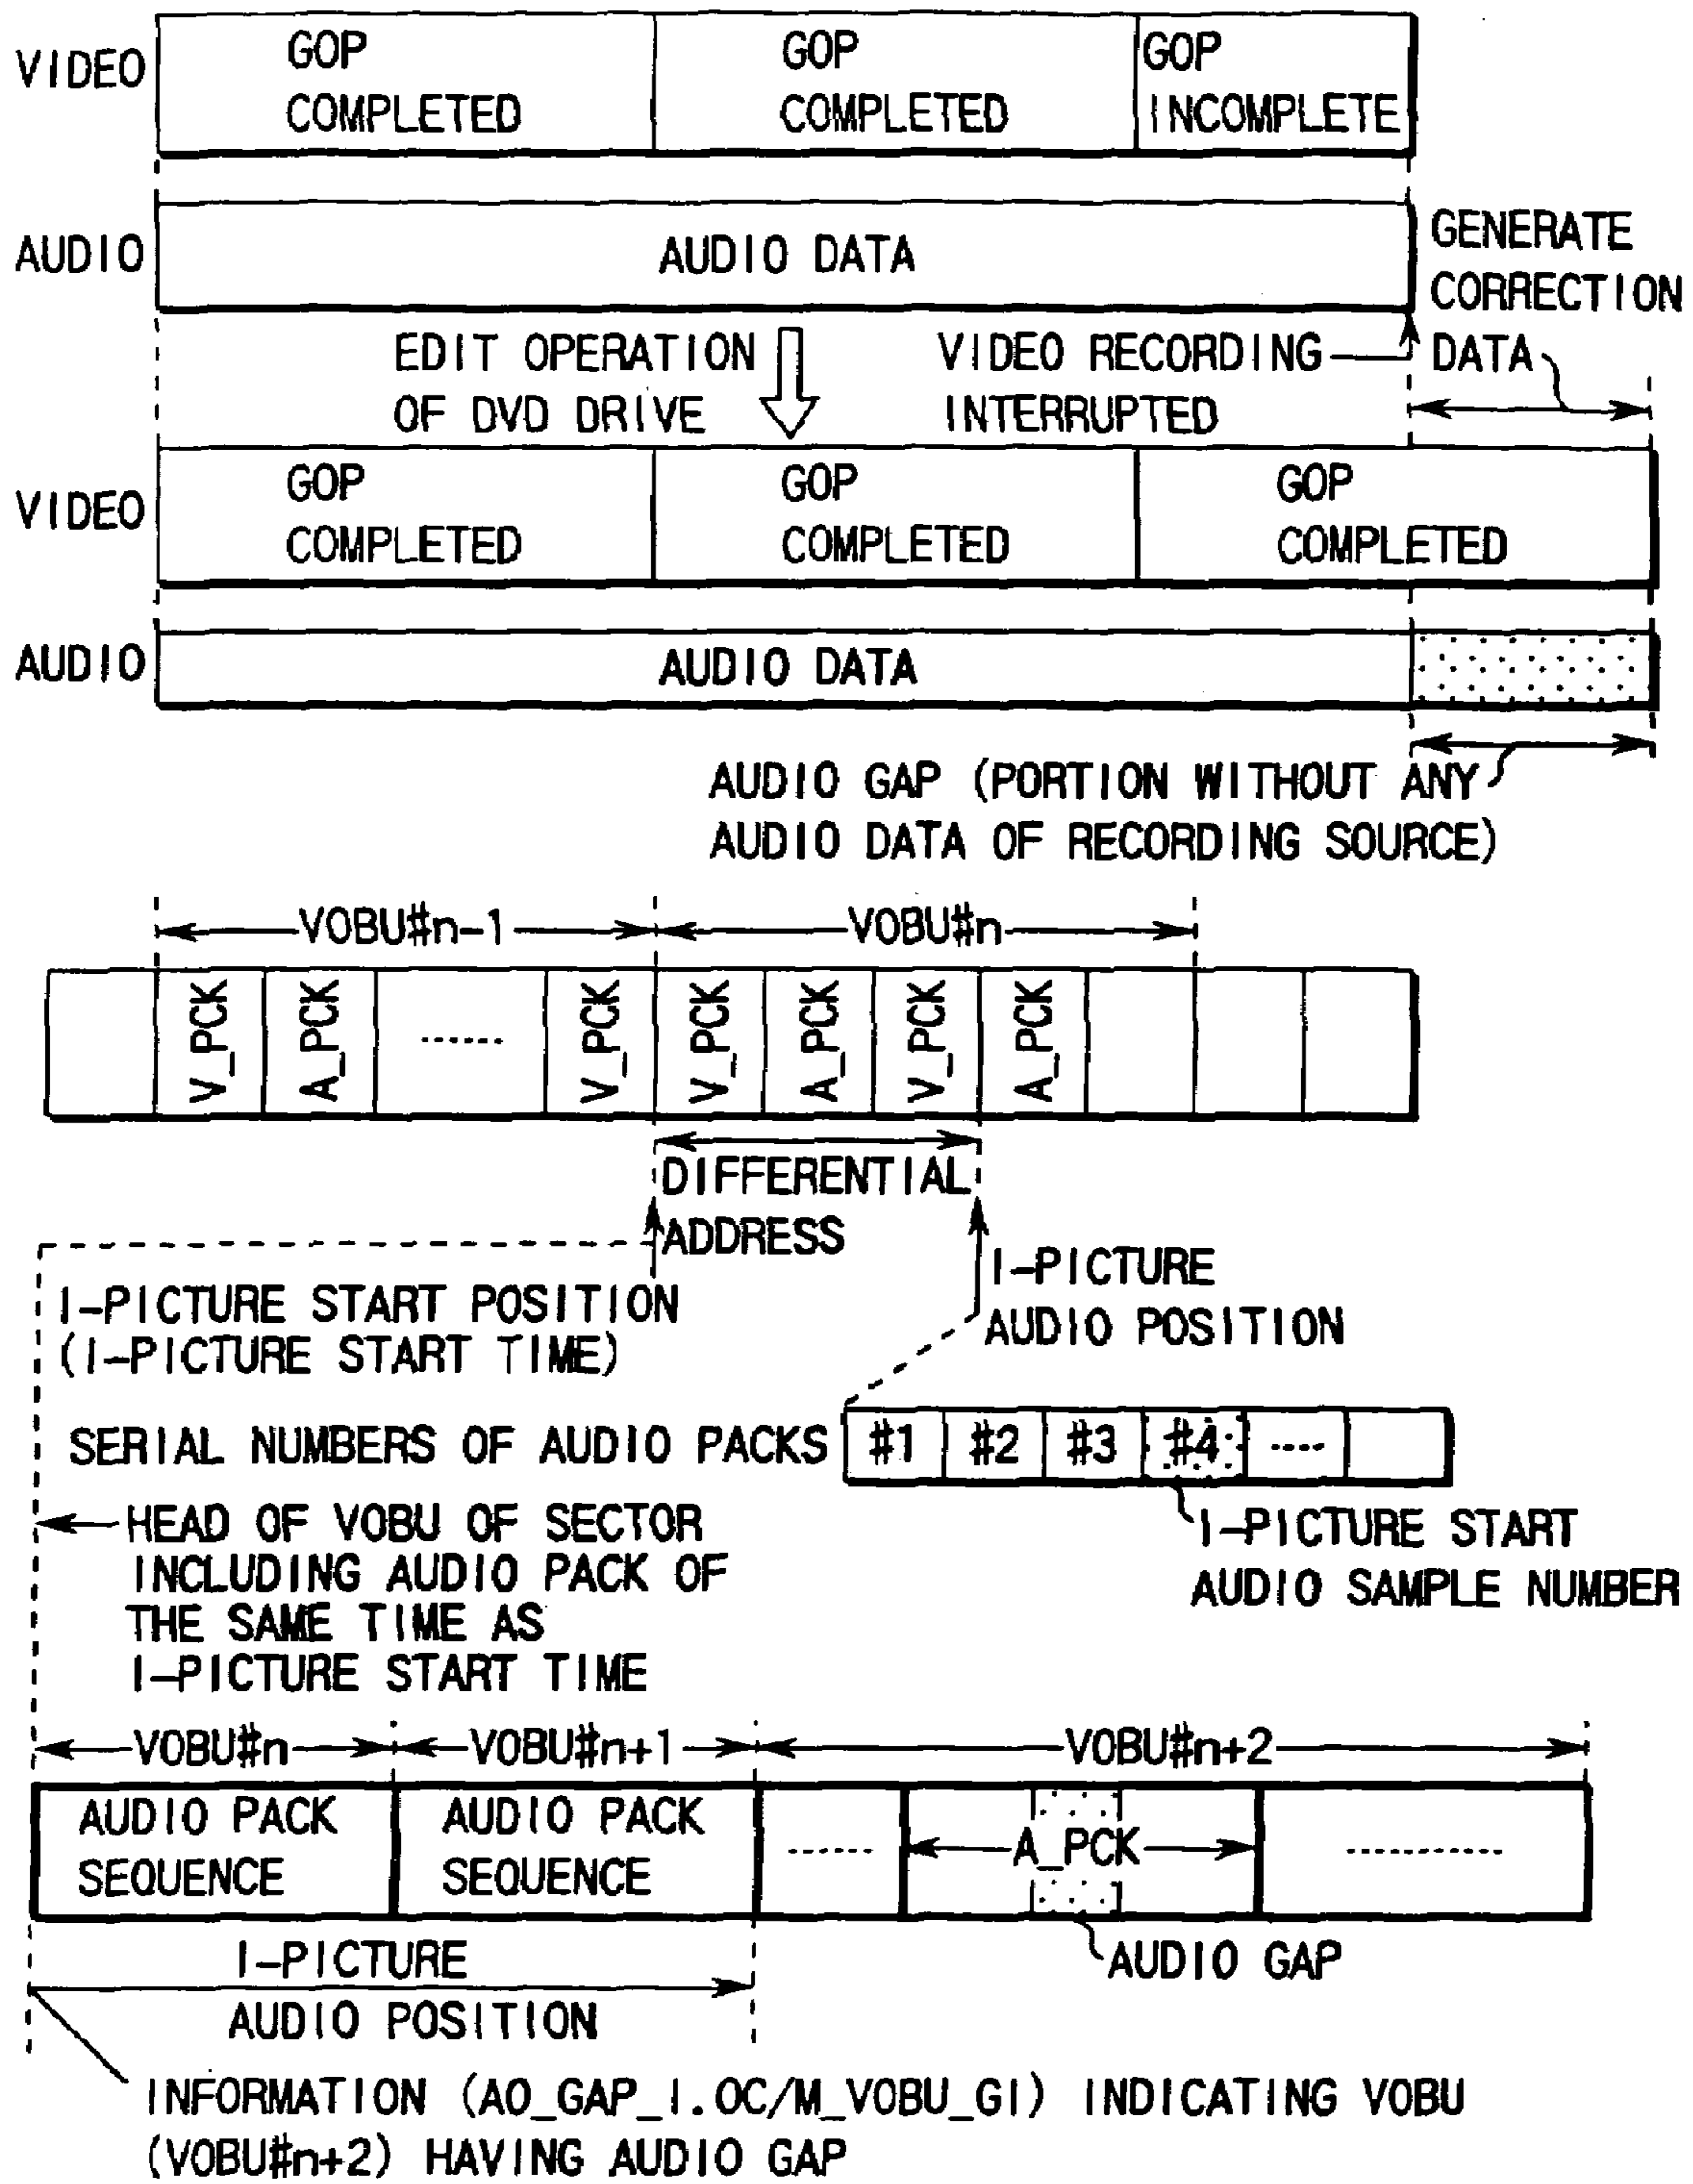 VIDEO
GOP
COMPLETED
GOP
COMPLETED
GOP
INCOMPLETE
AUDIO
AUDIO DATA
GENERATE
CORRECTION
DATA
EDIT OPERATION
OF DVD DRIVE
VIDEO RECORDING
INTERRUPTED
VIDEO
GOP
COMPLETED
GOP
COMPLETED
GOP
COMPLETED
AUDIO
AUDIO DATA
AUDIO GAP (PORTION WITHOUT ANY
AUDIO DATA OF RECORDING SOURCE)
VOBU#n-1
VOBU#n
V_PCK
A_PCK
V_PCK
V_PCK
A_PCK
V_PCK
A_PCK
DIFFERENTIAL
ADDRESS
I-PICTURE START POSITION
(I-PICTURE START TIME)
I-PICTURE
AUDIO POSITION
SERIAL NUMBERS OF AUDIO PACKS
#1
#2
#3
#4
I-PICTURE START
AUDIO SAMPLE NUMBER
HEAD OF VOBU OF SECTOR
INCLUDING AUDIO PACK OF
THE SAME TIME AS
I-PICTURE START TIME
VOBU#n
VOBU#n+1
VOBU#n+2
AUDIO PACK
SEQUENCE
AUDIO PACK
SEQUENCE
A_PCK
AUDIO GAP
I-PICTURE
AUDIO POSITION
INFORMATION (A0_GAP_I.OC/M_VOBU_GI) INDICATING VOBU
(VOBU#n+2) HAVING AUDIO GAP